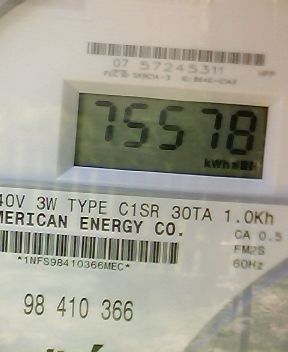 07 57245311
75578
kWh
40V 3W TYPE C1SR 30TA 1.0Kh
MERICAN ENERGY CO.
CA 0.5
FM2S
60Hz
*1NFS98410366MEC*
98 410 366